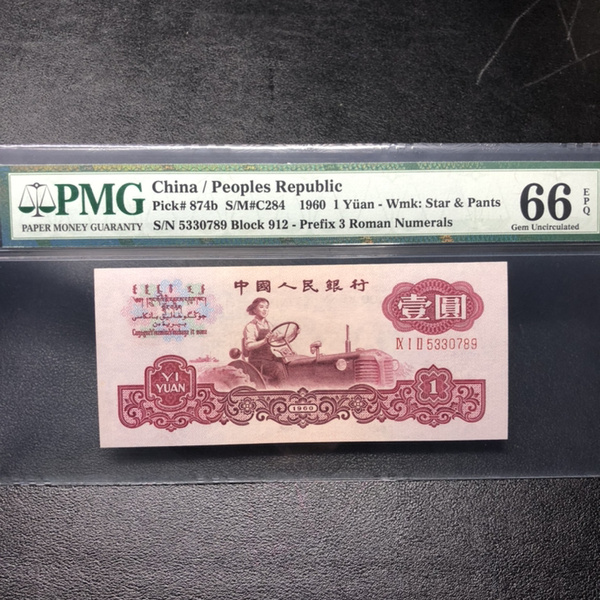 PMG
PAPER MONEY GUARANTY
China / Peoples Republic
Pick# 874b S/M#C284 1960 1 Yüan - Wmk: Star & Pants
S/N 5330789 Block 912 - Prefix 3 Roman Numerals
66
EPQ
Gem Uncirculated
中國人民銀行
壹圓
IX I II 5330789
YI
YUAN
1960
1